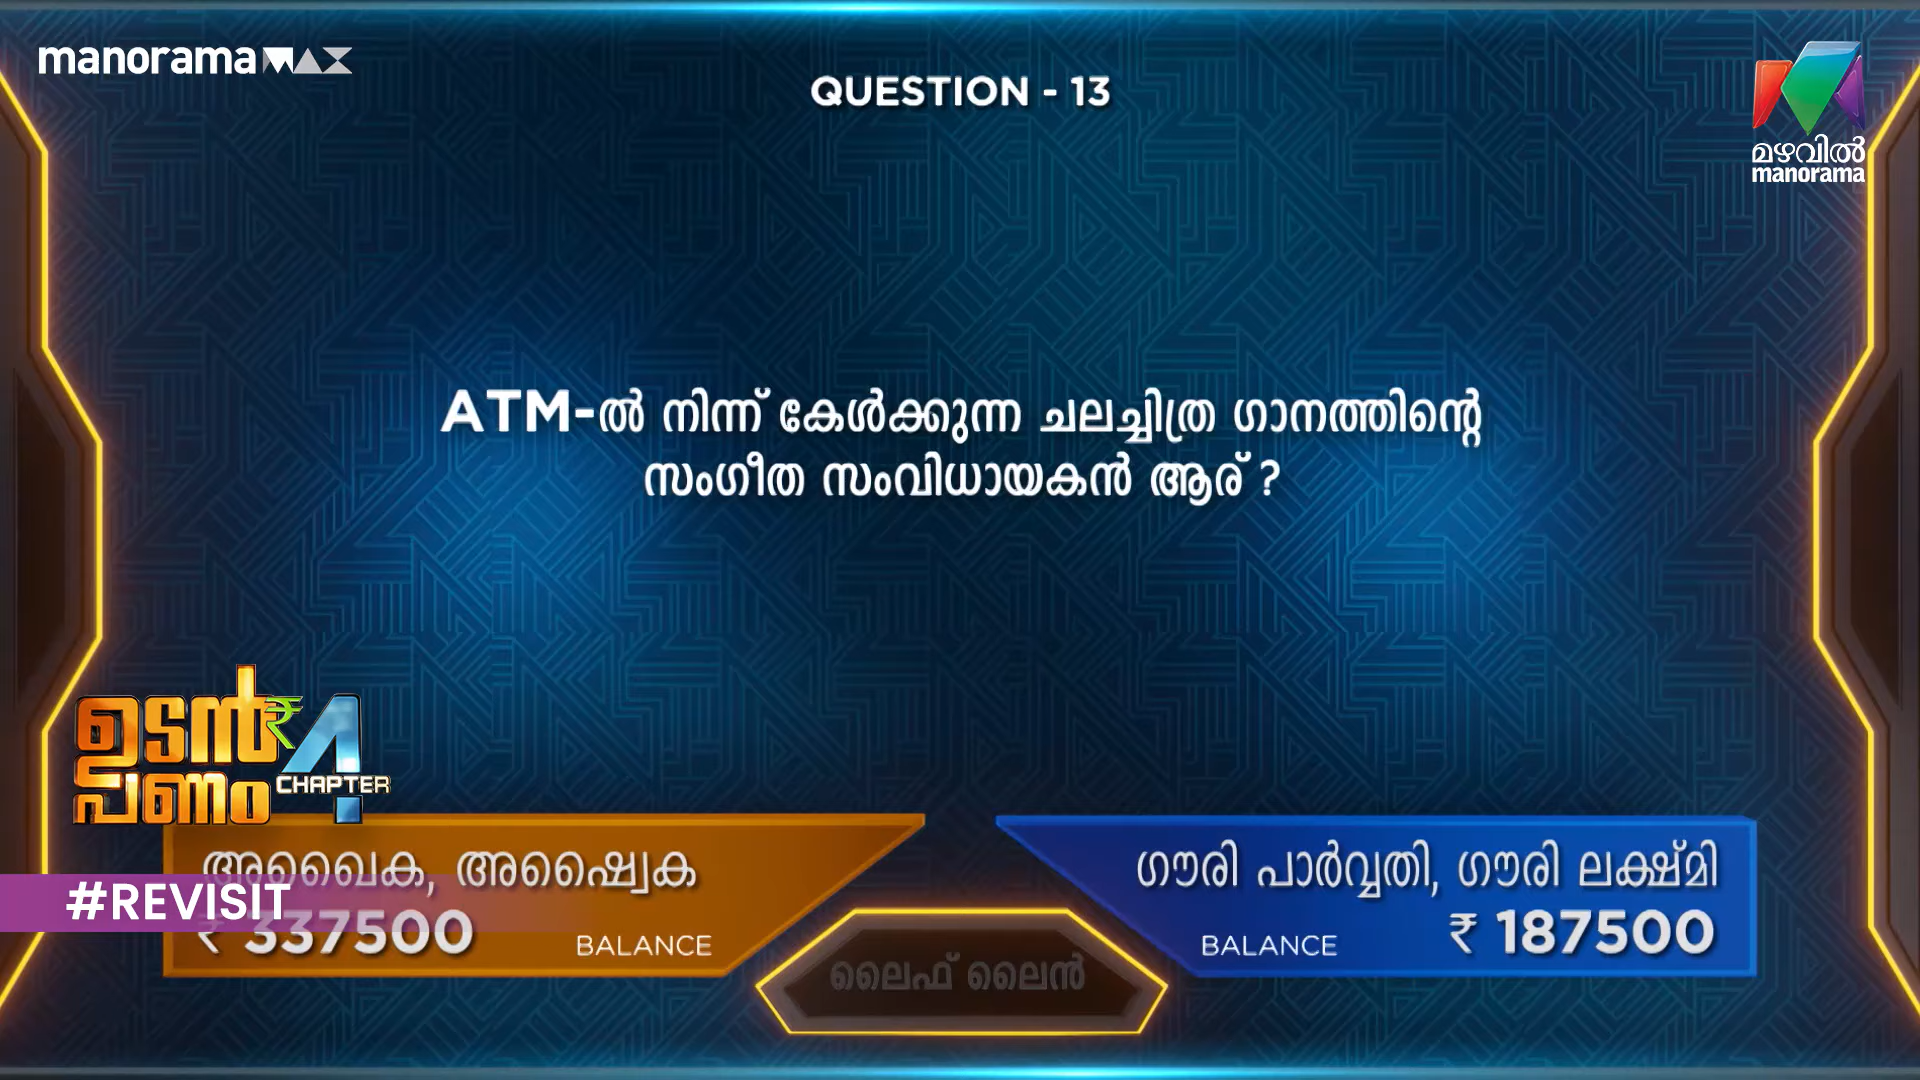 manorama MAX
QUESTION - 13
മഴവിൽ
manorama
ATM-ൽ നിന്ന് കേൾക്കുന്ന ചലച്ചിത്ര ഗാനത്തിന്റെ
സംഗീത സംവിധായകൻ ആര് ?
ഉടൻ
പണം
CHAPTER
4
അവൈക, അഷ്വൈക
₹ 337500 BALANCE
#REVISIT
ഗൗരി പാർവ്വതി, ഗൗരി ലക്ഷ്മി
BALANCE ₹ 187500
ലൈഫ് ലൈൻ